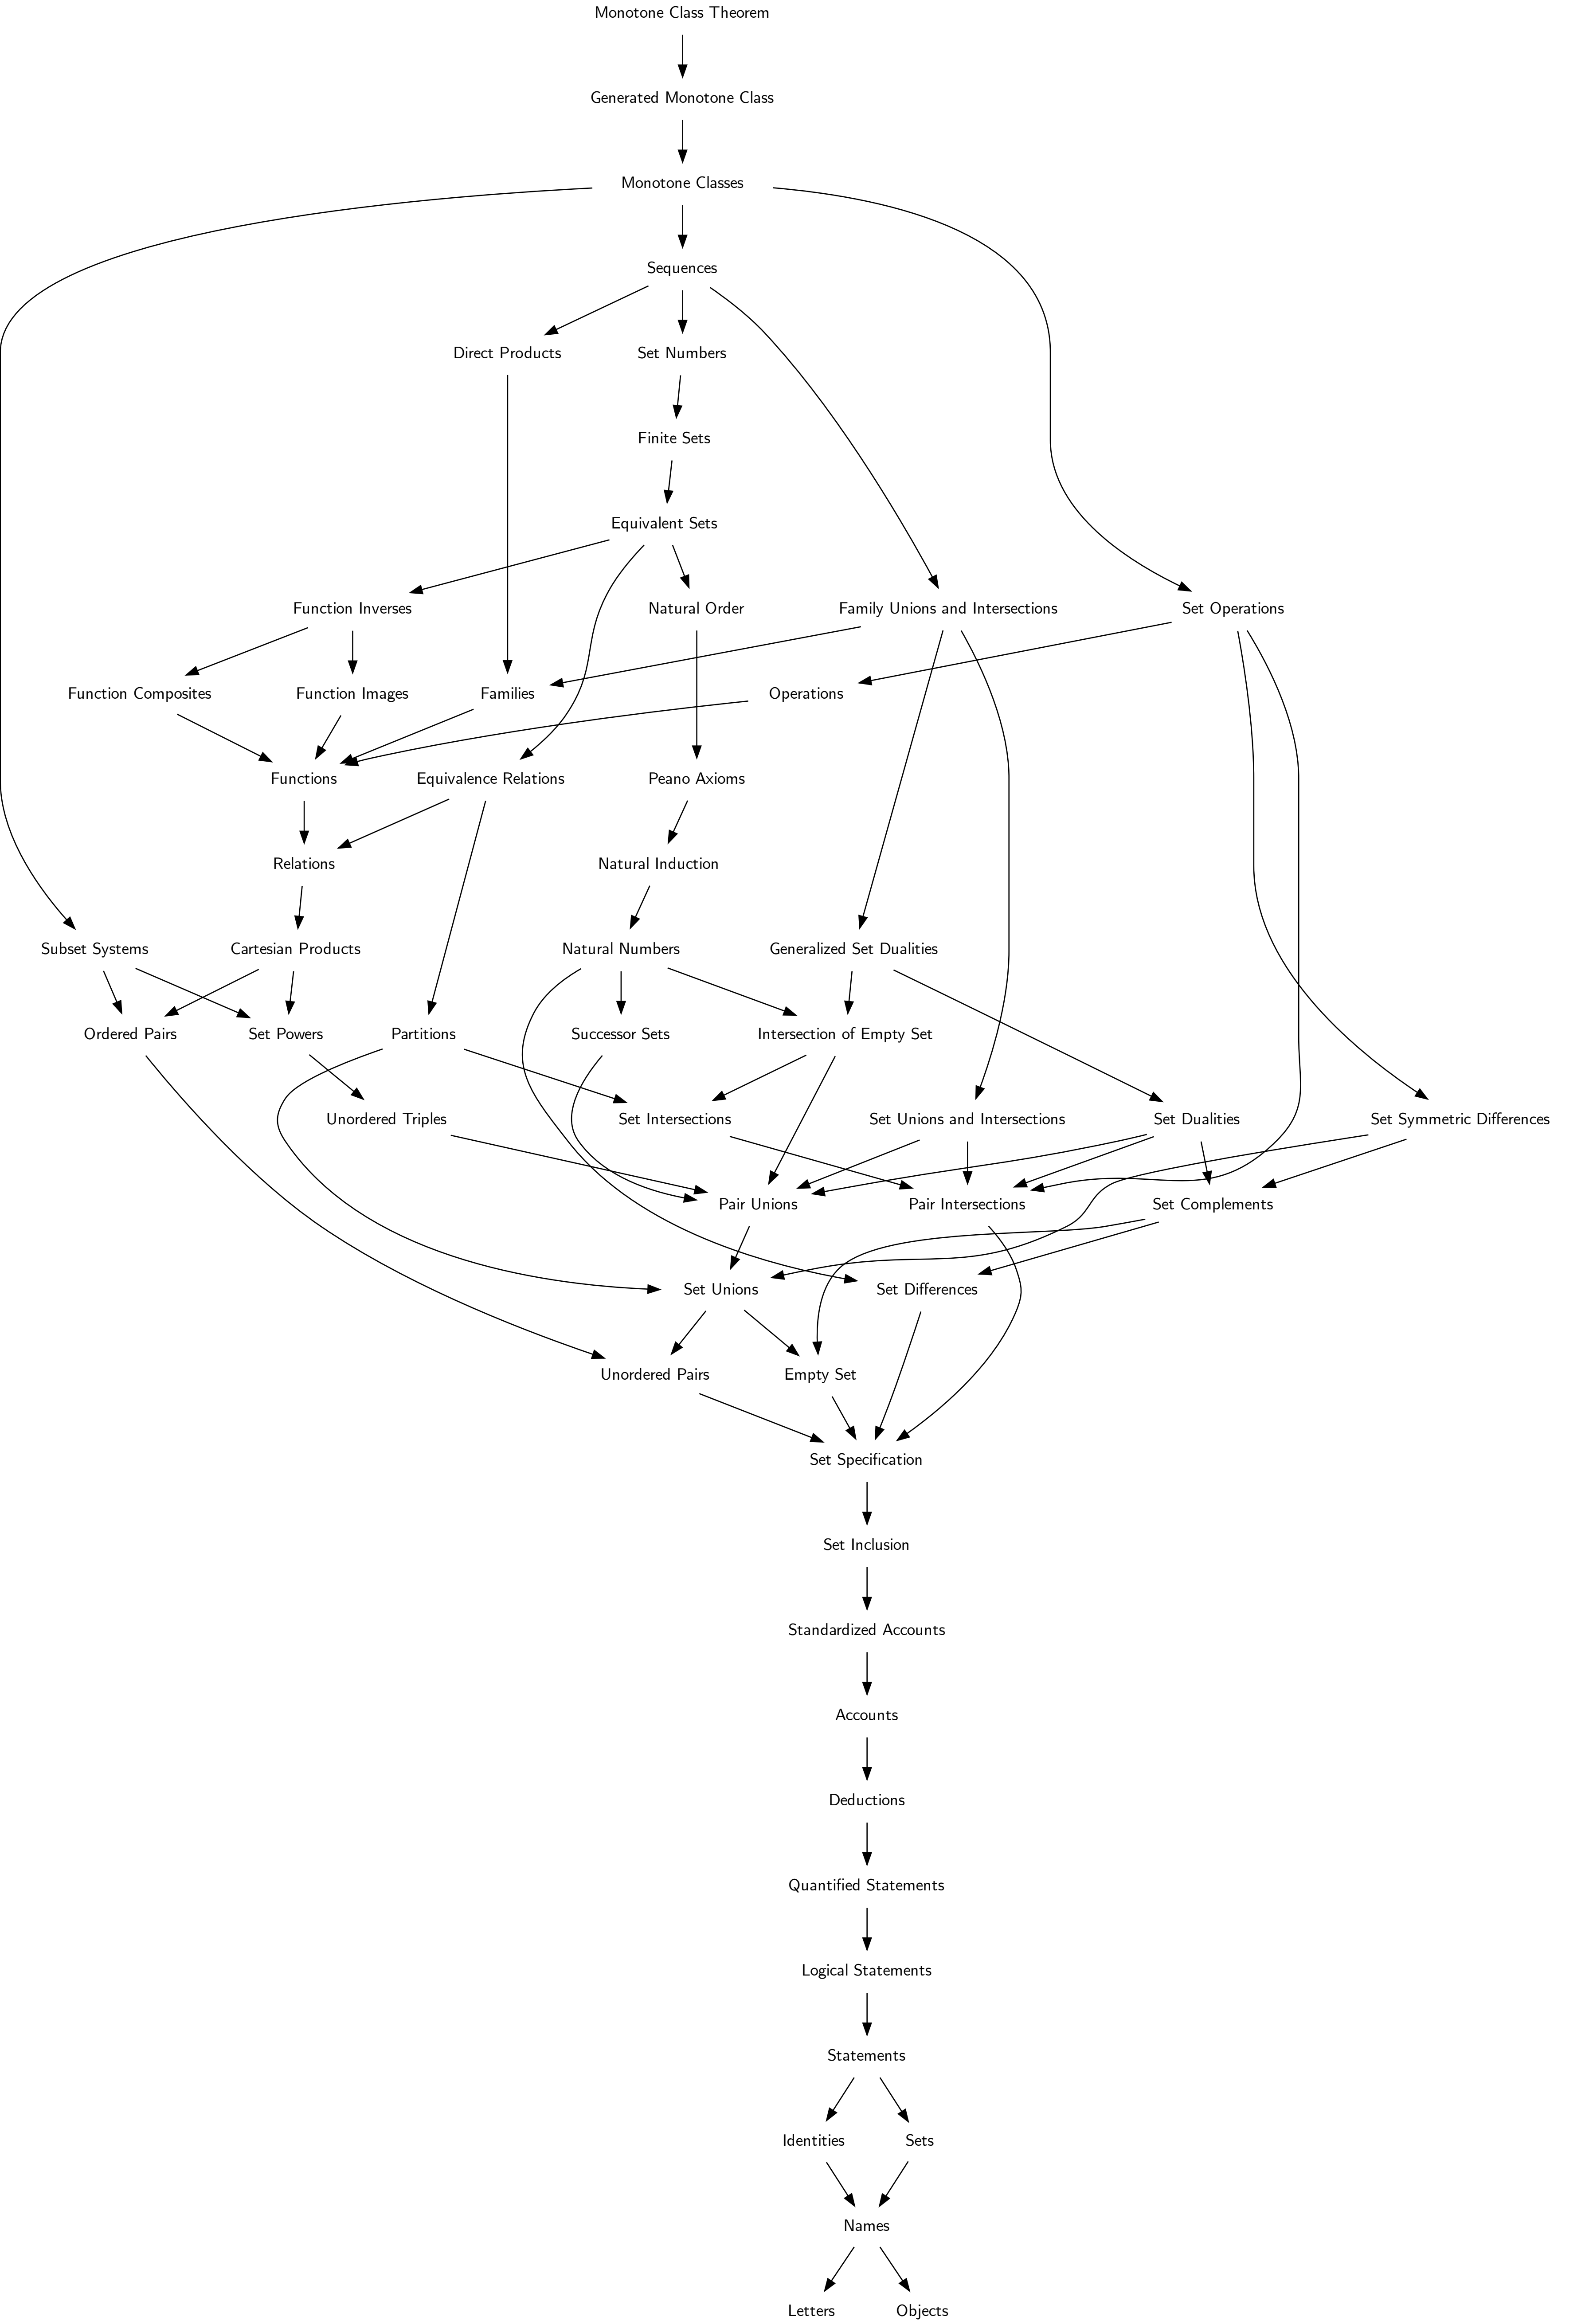 Monotone Class Theorem
Generated Monotone Class
Monotone Classes
Sequences
Direct Products
Set Numbers
Finite Sets
Equivalent Sets
Function Inverses
Natural Order
Family Unions and Intersections
Set Operations
Function Composites
Function Images
Families
Operations
Functions
Equivalence Relations
Peano Axioms
Relations
Natural Induction
Subset Systems
Cartesian Products
Natural Numbers
Generalized Set Dualities
Ordered Pairs
Set Powers
Partitions
Successor Sets
Intersection of Empty Set
Unordered Triples
Set Intersections
Set Unions and Intersections
Set Dualities
Set Symmetric Differences
Pair Unions
Pair Intersections
Set Complements
Set Unions
Set Differences
Unordered Pairs
Empty Set
Set Specification
Set Inclusion
Standardized Accounts
Accounts
Deductions
Quantified Statements
Logical Statements
Statements
Identities
Sets
Names
Letters
Objects